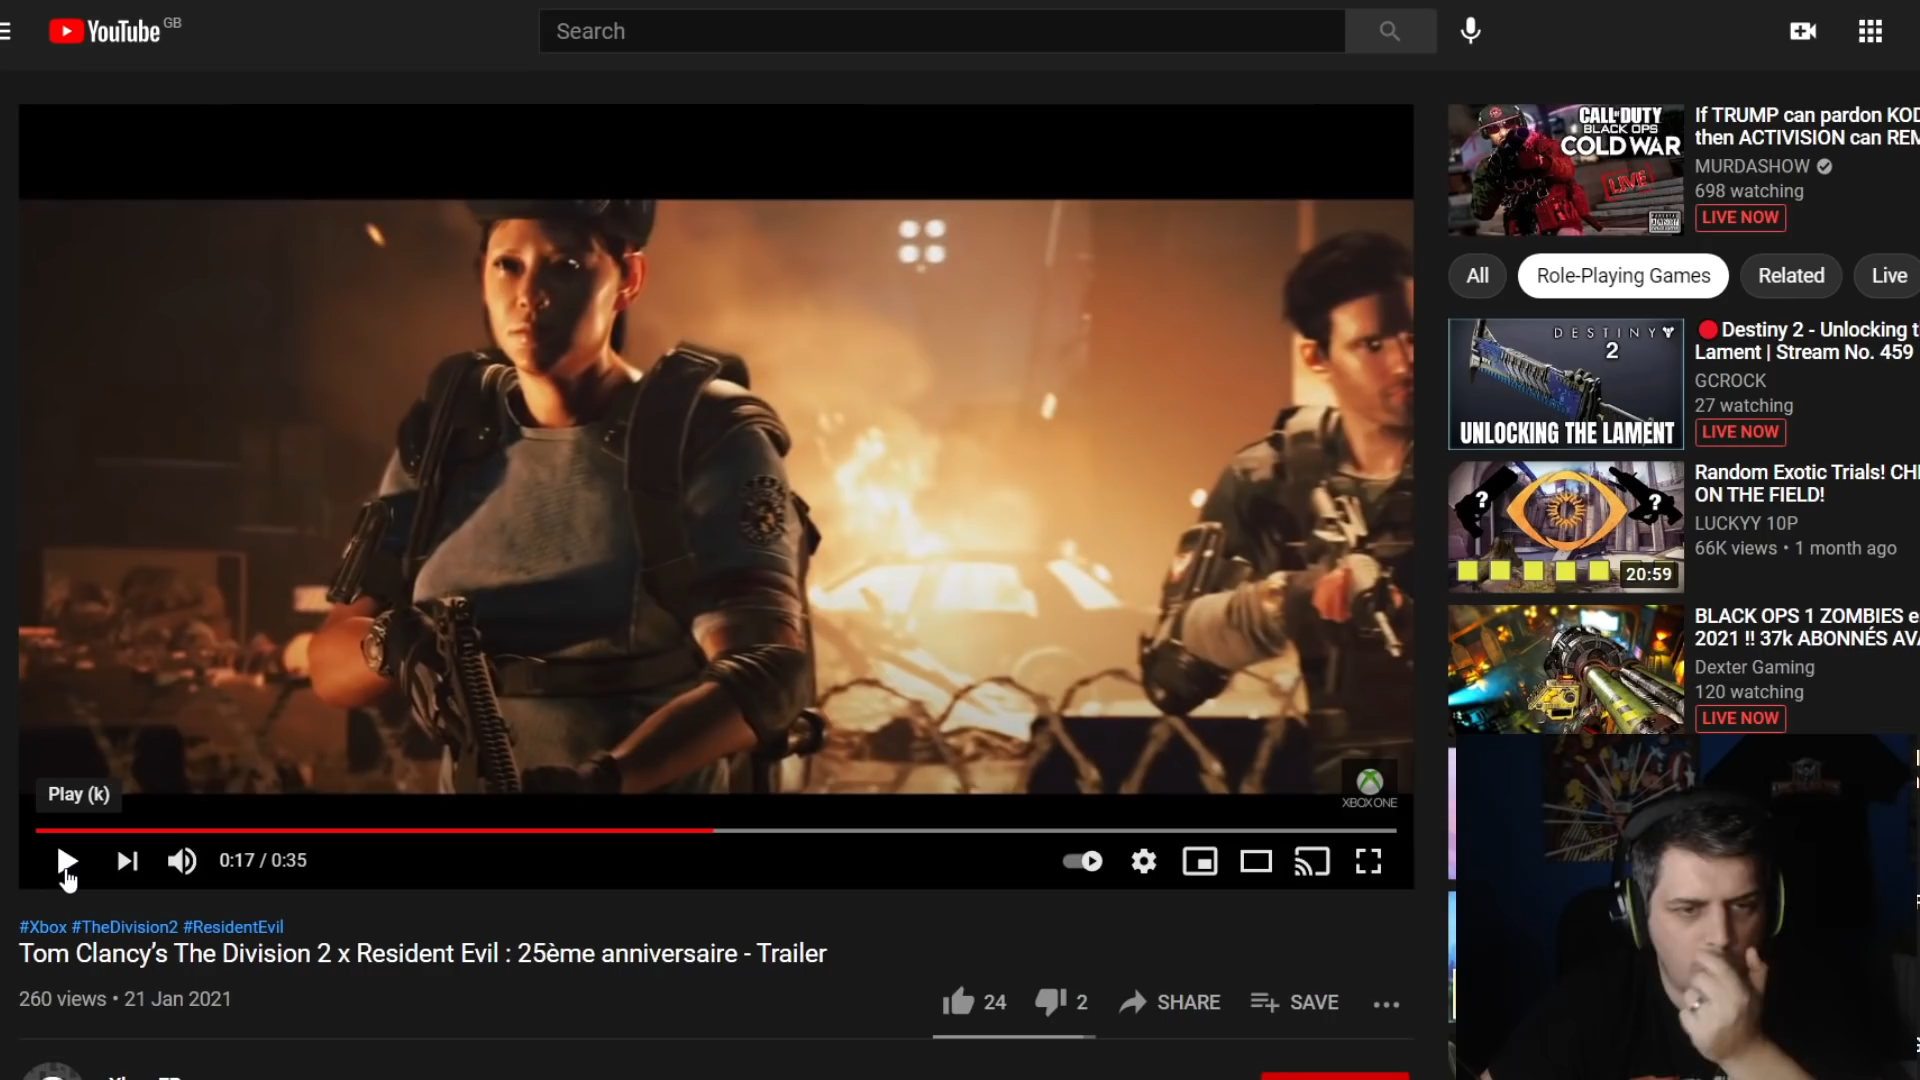 YouTube GB
Search
CALL OF DUTY
BLACK OPS
COLD WAR
LIVE
If TRUMP can pardon
then ACTIVISION can
MURDASHOW
698 watching
LIVE NOW
All
Role-Playing Games
Related
Live
DESTINY
2
UNLOCKING THE LAMENT
Destiny 2 - Unlocking
Lament | Stream No. 459
GCROCK
27 watching
LIVE NOW
?
?
20:59
Random Exotic Trials!
ON THE FIELD!
LUCKYY 10P
66K views • 1 month ago
BLACK OPS 1 ZOMBIES
2021 !! 37k ABONNÉS
Dexter Gaming
120 watching
LIVE NOW
XBOX ONE
Play (k)
0:17 / 0:35
#Xbox #TheDivision2 #ResidentEvil
Tom Clancy’s The Division 2 x Resident Evil : 25ème anniversaire - Trailer
260 views • 21 Jan 2021
24
2
SHARE
SAVE